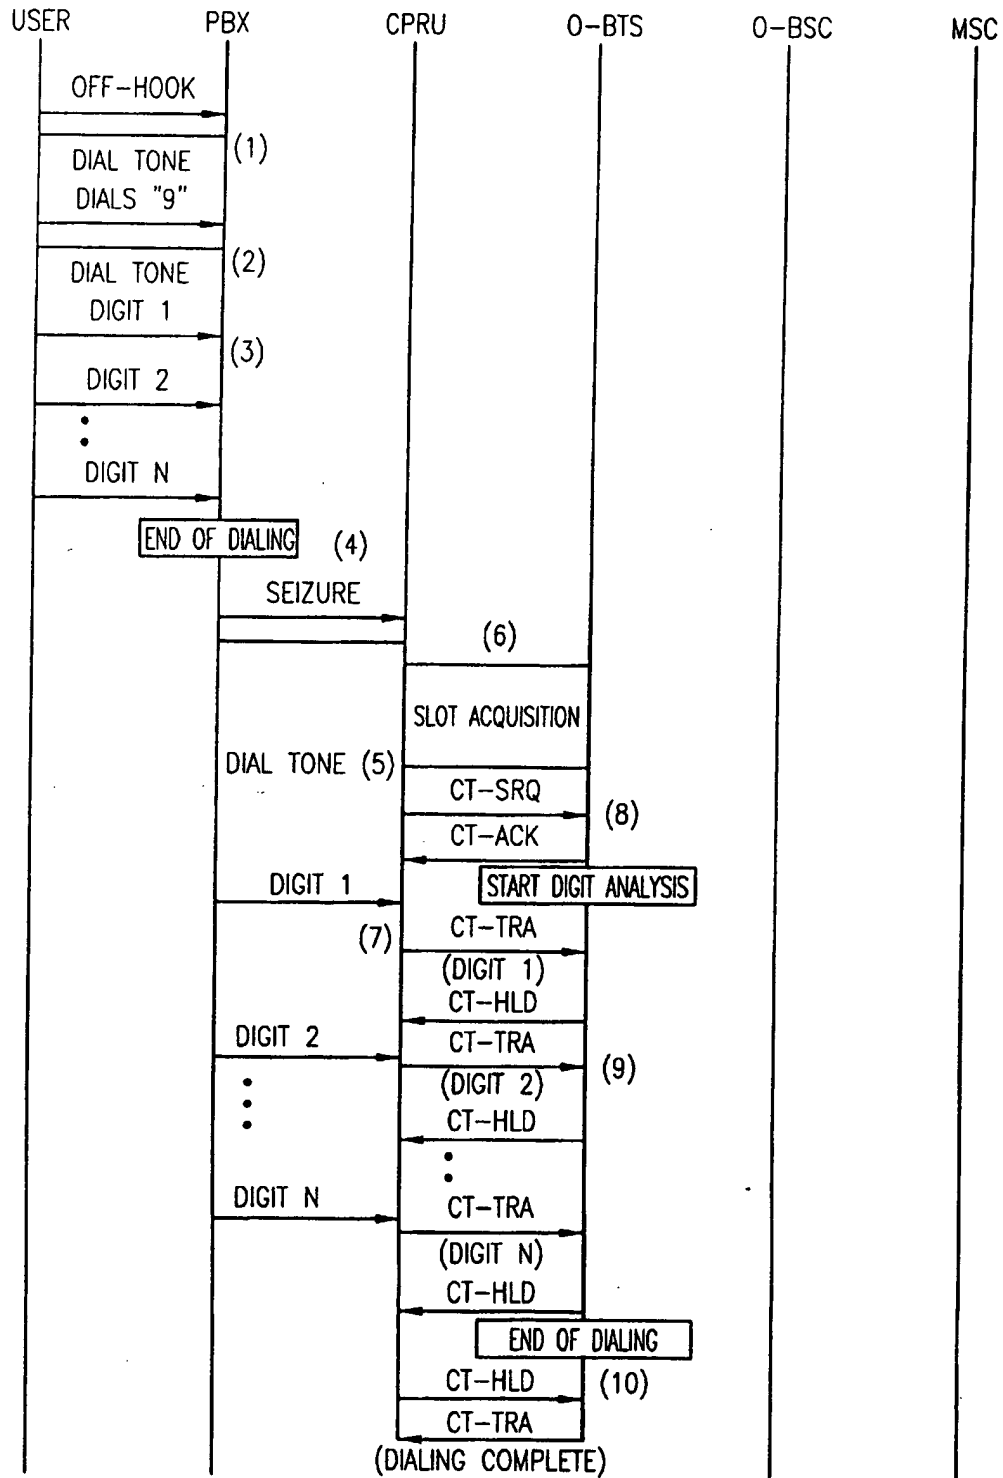 USER PBX CPRU O-BTS O-BSC MSC
OFF-HOOK
(1)
DIAL TONE
DIALS "9"
(2)
DIAL TONE
DIGIT 1
(3)
DIGIT 2
DIGIT N
END OF DIALING (4)
SEIZURE
(6)
SLOT ACQUISITION
DIAL TONE (5)
CT-SRQ
(8)
CT-ACK
DIGIT 1
START DIGIT ANALYSIS
(7)
CT-TRA
(DIGIT 1)
CT-HLD
DIGIT 2
CT-TRA
(9)
(DIGIT 2)
CT-HLD
DIGIT N
CT-TRA
(DIGIT N)
CT-HLD
END OF DIALING
CT-HLD
(10)
CT-TRA
(DIALING COMPLETE)